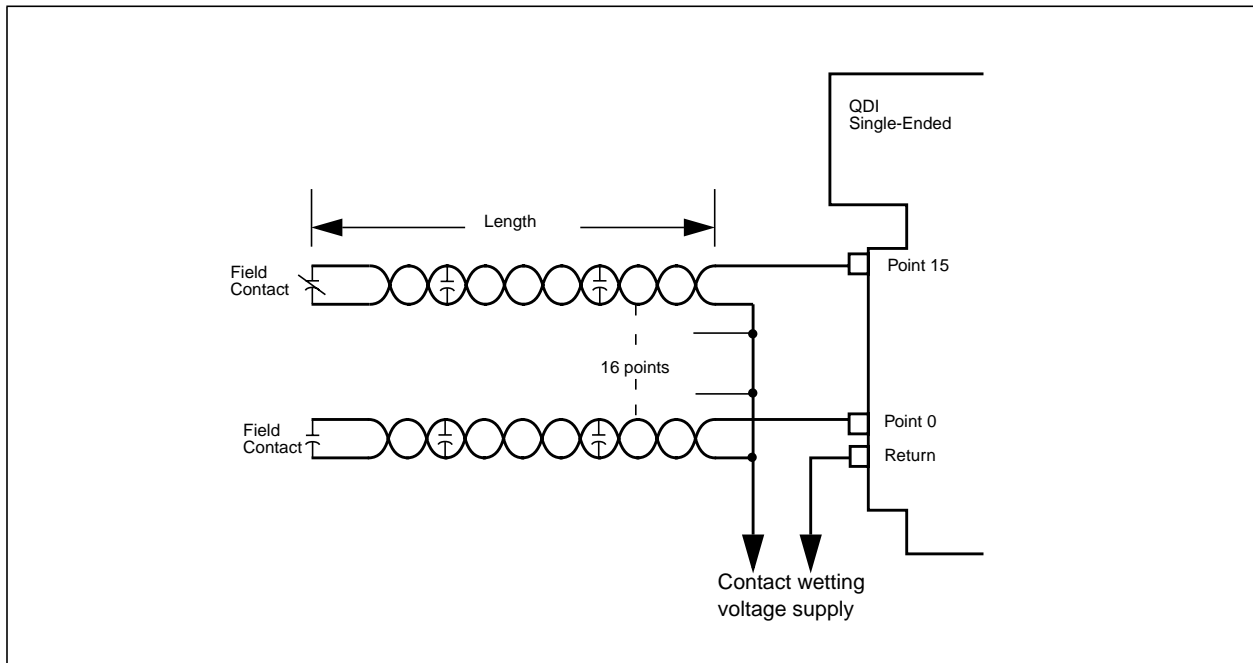 QDI
Single-Ended
Length
Point 15
Field
Contact
16 points
Point 0
Field
Contact
Return
Contact wetting
voltage supply